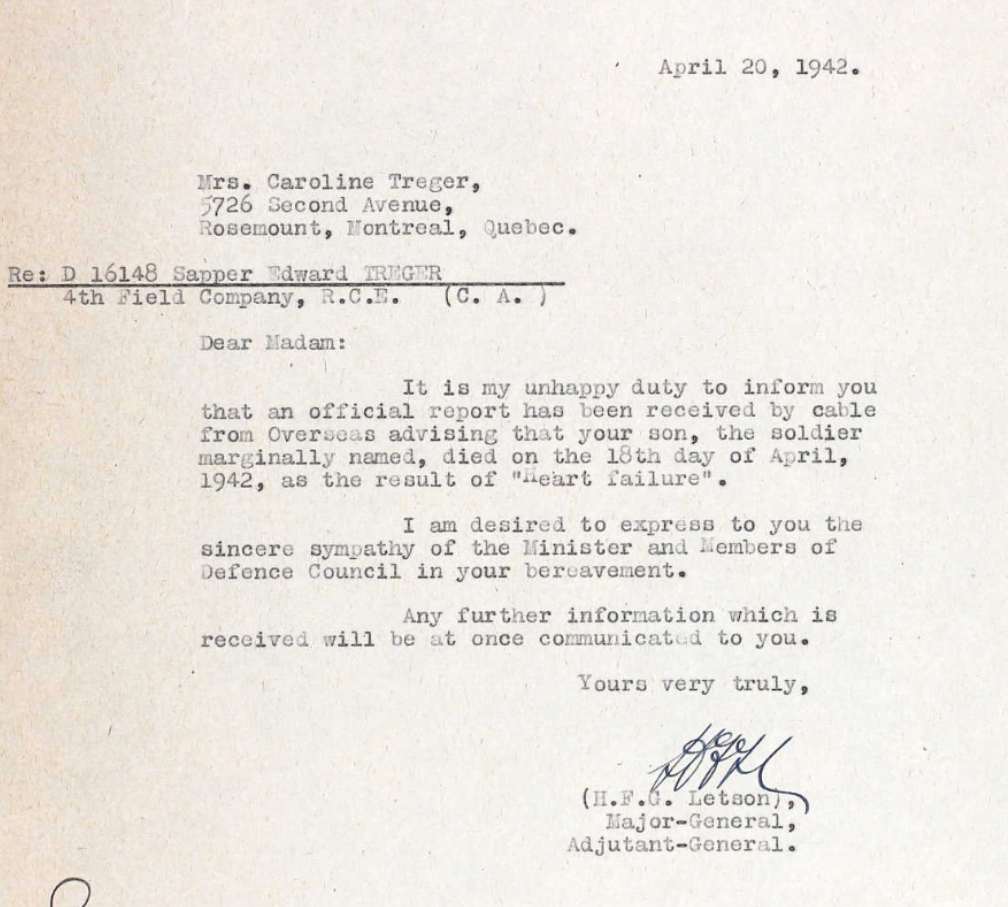 April 20, 1942.
Mrs. Caroline Treger,
5726 Second Avenue,
Rosemount, Montreal, Quebec.
Re: D 16148 Sapper Edward TREGER
4th Field Company, R.C.E. (C. A. )
Dear Madam:
It is my unhappy duty to inform you
that an official report has been received by cable
from Overseas advising that your son, the soldier
marginally named, died on the 18th day of April,
1942, as the result of "Heart failure".
I am desired to express to you the
sincere sympathy of the Minister and Members of
Defence Council in your bereavement.
Any further information which is
received will be at once communicated to you.
Yours very truly,
(H.F.G. Letson),
Major-General,
Adjutant-General.